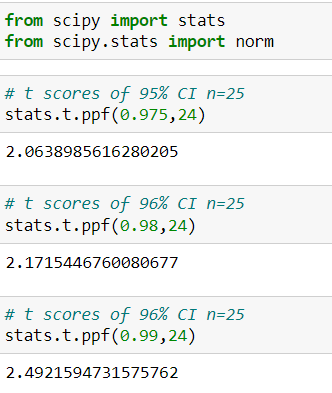 from scipy import stats
from scipy.stats import norm
# t scores of 95% CI n=25
stats.t.ppf(0.975,24)
2.0638985616280205
# t scores of 96% CI n=25
stats.t.ppf(0.98,24)
2.1715446760080677
# t scores of 96% CI n=25
stats.t.ppf(0.99,24)
2.4921594731575762